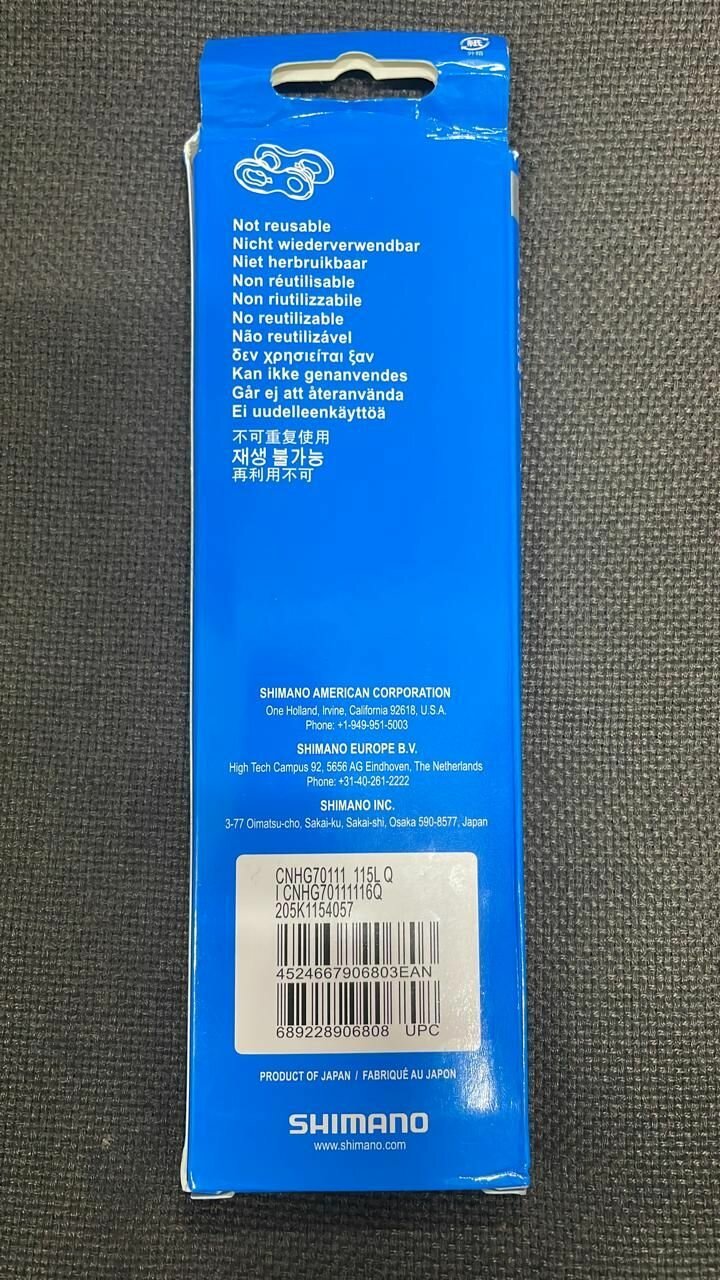 외箱
Not reusable
Nicht wiederverwendbar
Niet herbruikbaar
Non réutilisable
Non riutilizzabile
No reutilizable
Não reutilizável
δεν χρησιείται ξαν
Kan ikke genanvendes
Går ej att återanvända
Ei uudelleenkäyttöä
不可重复使用
재생 불가능
再利用不可
SHIMANO AMERICAN CORPORATION
One Holland, Irvine, California 92618, U.S.A.
Phone: +1-949-951-5003
SHIMANO EUROPE B.V.
High Tech Campus 92, 5656 AG Eindhoven, The Netherlands
Phone: +31-40-261-2222
SHIMANO INC.
3-77 Oimatsu-cho, Sakai-ku, Sakai-shi, Osaka 590-8577, Japan
CNHG70111 115L Q
I CNHG70111116Q
205K1154057
4524667906803EAN
689228906808 UPC
PRODUCT OF JAPAN / FABRIQUÉ AU JAPON
SHIMANO
www.shimano.com